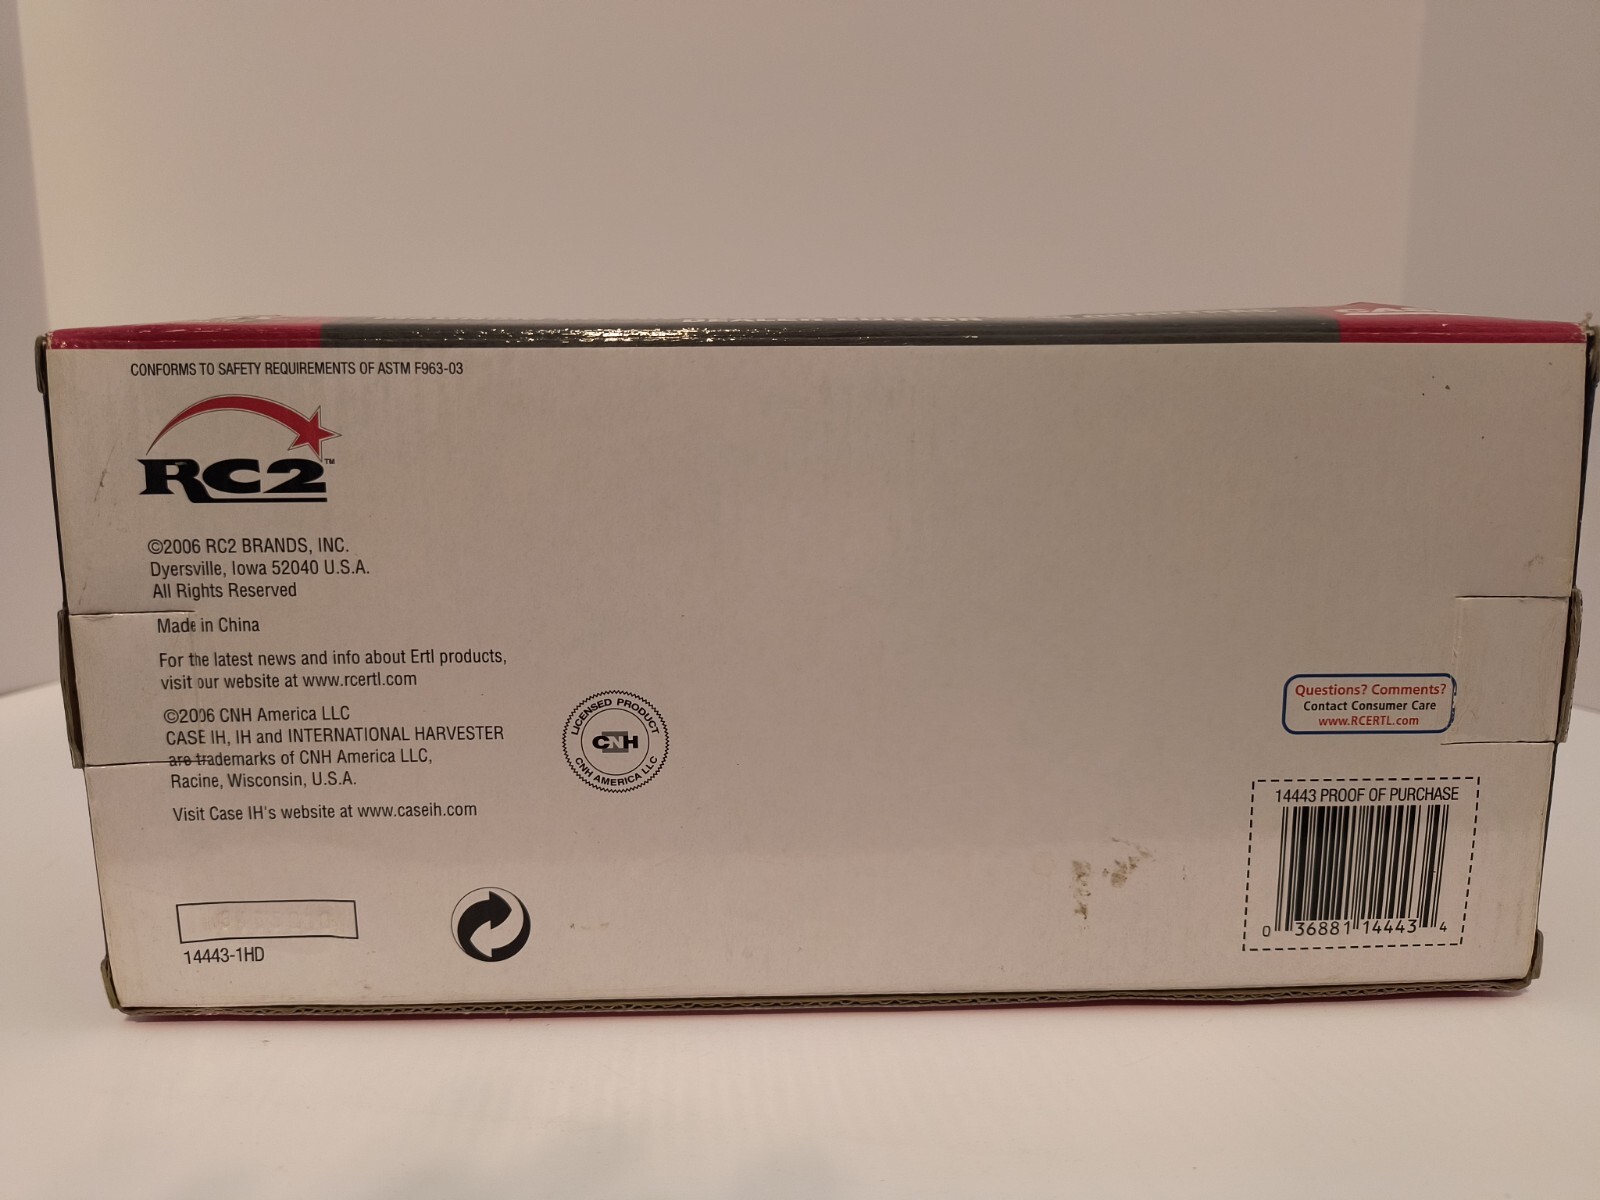 DEALER EDITION
CONFORMS TO SAFETY REQUIREMENTS OF ASTM F963-03
RC2™
©2006 RC2 BRANDS, INC.
Dyersville, Iowa 52040 U.S.A.
All Rights Reserved
Made in China
For the latest news and info about Ertl products,
visit our website at www.rcertl.com
©2006 CNH America LLC
CASE IH, IH and INTERNATIONAL HARVESTER
are trademarks of CNH America LLC,
Racine, Wisconsin, U.S.A.
Visit Case IH's website at www.caseih.com
LICENSED PRODUCT
CNH
CNH AMERICA LLC
14443-1HD
Questions? Comments?
Contact Consumer Care
www.RCERTL.com
14443 PROOF OF PURCHASE
0 36881 14443 4